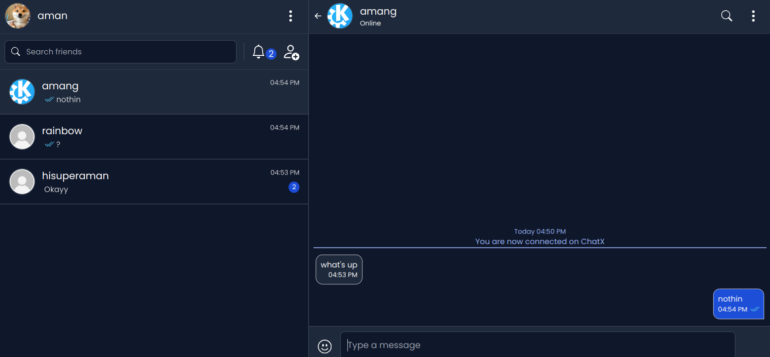 aman
Search friends
2
amang
04:54 PM
nothin
rainbow
04:54 PM
?
hisuperaman
04:53 PM
Okayy
2
amang
Online
Today 04:50 PM
You are now connected on ChatX
what's up
04:53 PM
nothin
04:54 PM
Type a message